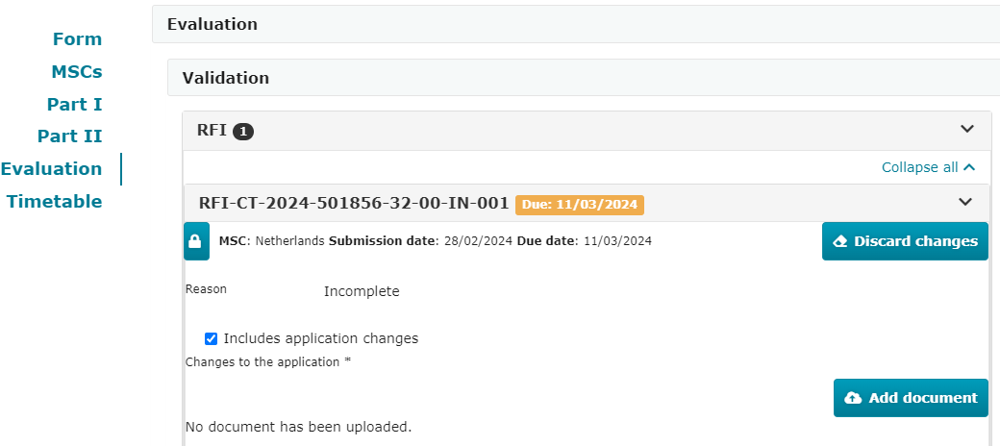 Form
MSCs
Part I
Part II
Evaluation
Timetable
Evaluation
Validation
RFI 1
Collapse all
RFI-CT-2024-501856-32-00-IN-001 Due: 11/03/2024
MSC: Netherlands Submission date: 28/02/2024 Due date: 11/03/2024
Discard changes
Reason Incomplete
Includes application changes
Changes to the application *
Add document
No document has been uploaded.